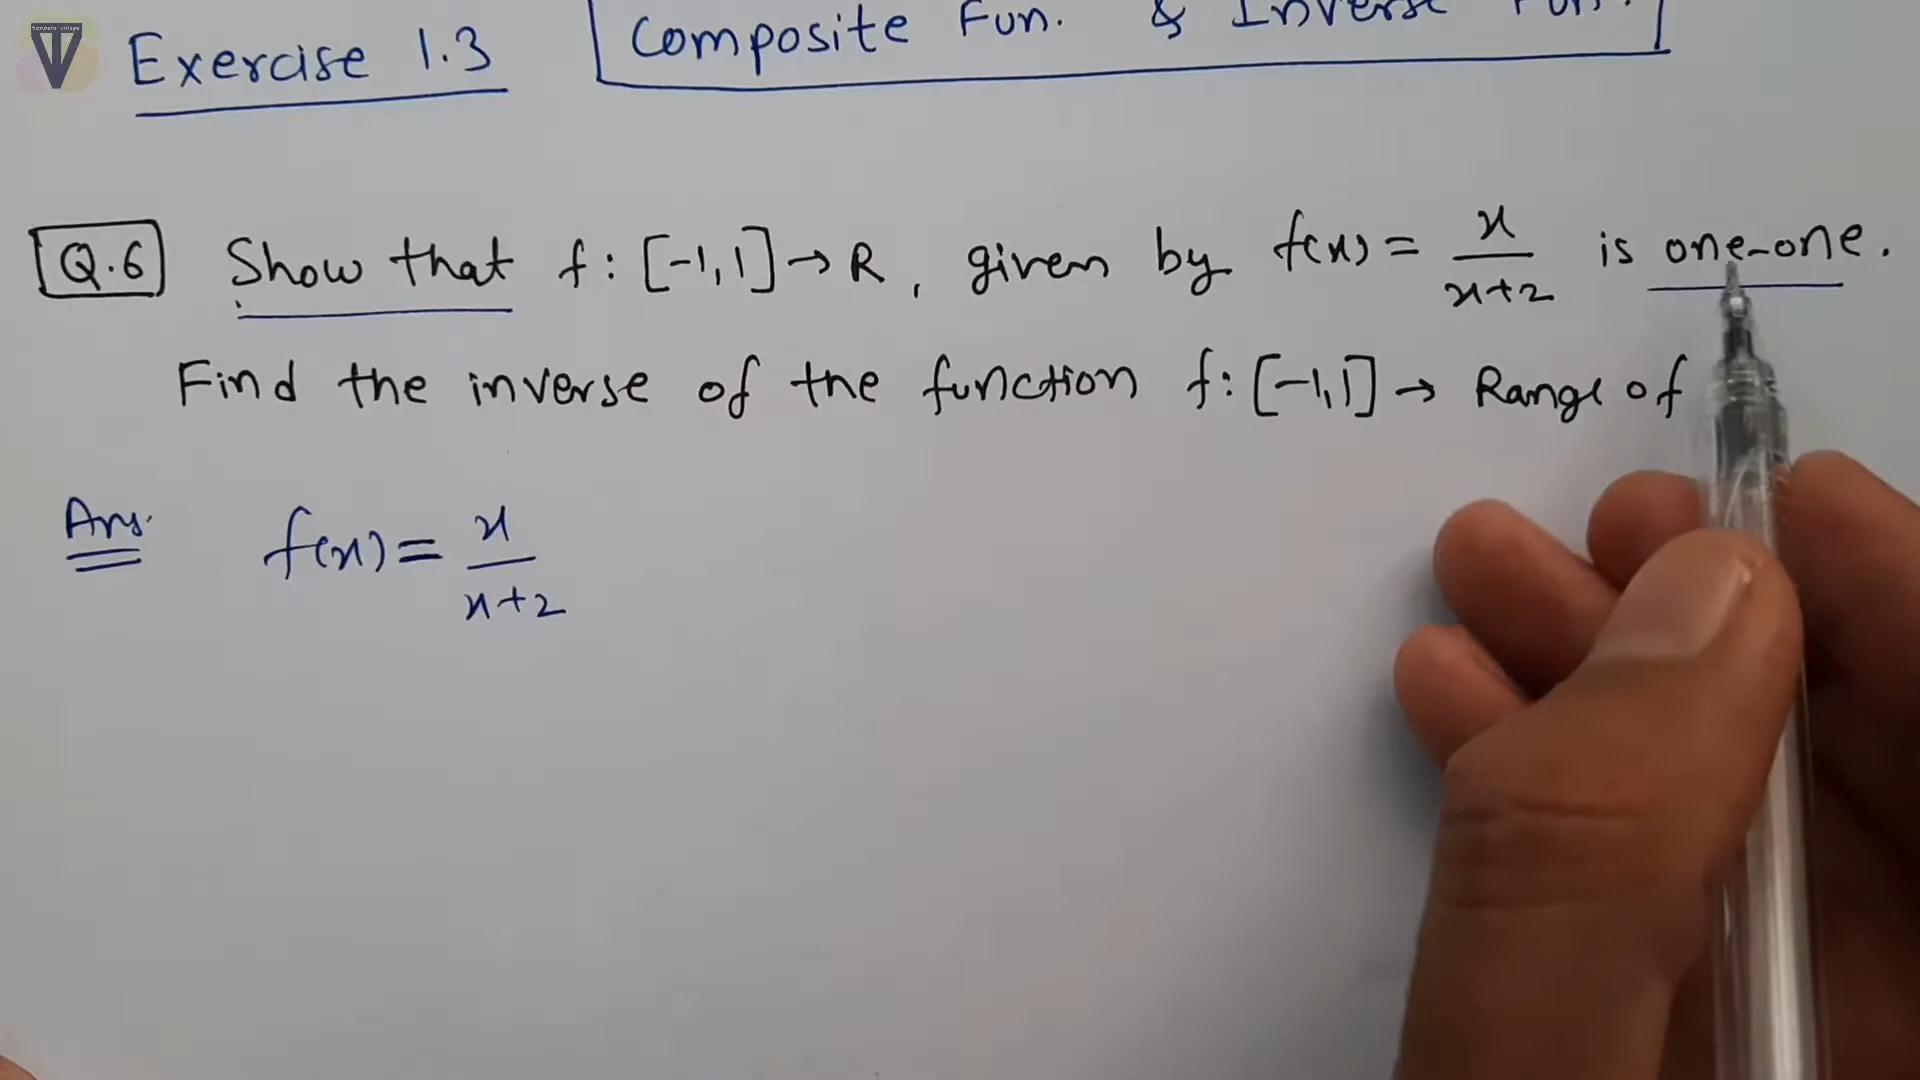 Exercise 1.3
Composite Fun. & Inverse Fun.
Q.6 Show that f: [-1,1] → R, given by f(x) = x/(x+2) is one-one.
Find the inverse of the function f: [-1,1] → Range of
Ans. f(x) = x/(x+2)